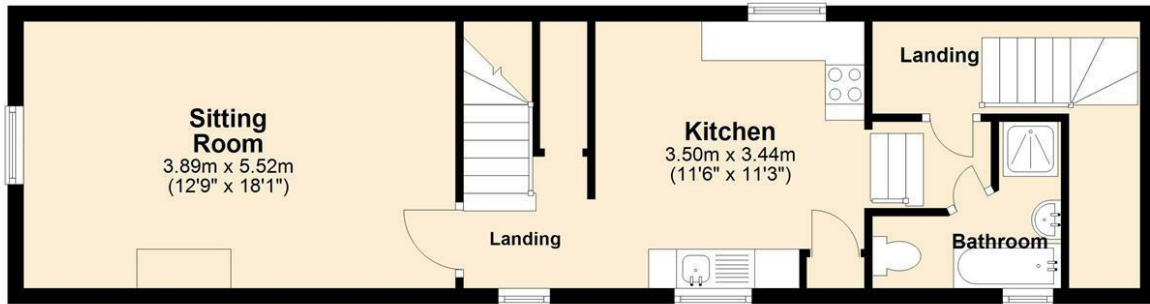 Sitting
Room
3.89m x 5.52m
(12'9" x 18'1")
Landing
Kitchen
3.50m x 3.44m
(11'6" x 11'3")
Landing
Bathroom